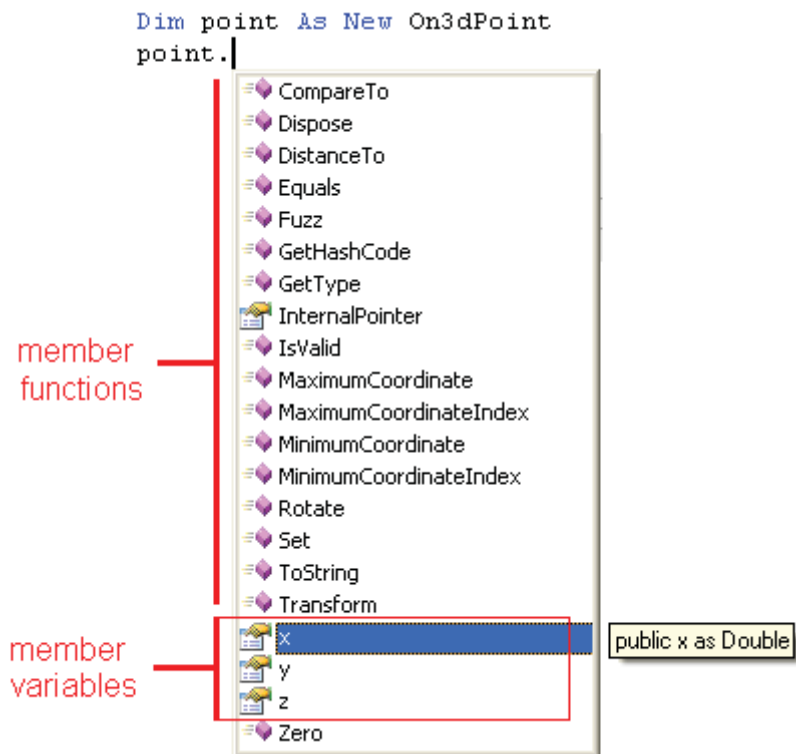 Dim point As New On3dPoint
point.
CompareTo
Dispose
DistanceTo
Equals
Fuzz
GetHashCode
GetType
InternalPointer
IsValid
MaximumCoordinate
MaximumCoordinateIndex
MinimumCoordinate
MinimumCoordinateIndex
Rotate
Set
ToString
Transform
x
y
z
Zero
member
functions
member
variables
public x as Double